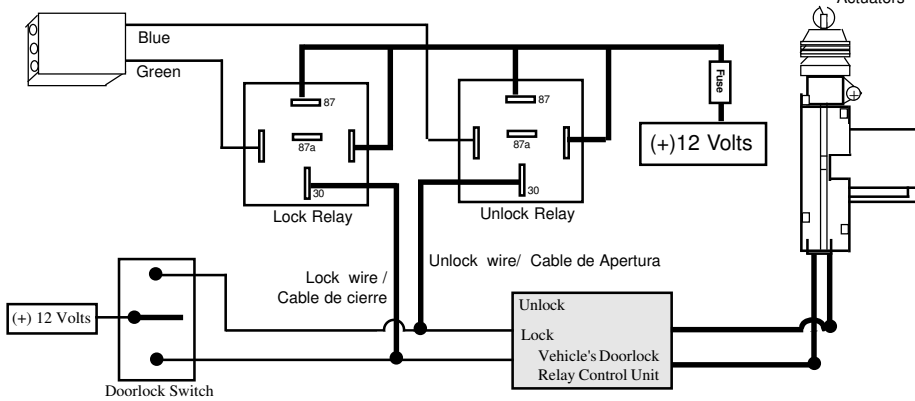 Actuators
Blue
Green
87
87a
30
Lock Relay
87
87a
30
Unlock Relay
Fuse
(+)12 Volts
Lock wire /
Cable de cierre
Unlock wire/ Cable de Apertura
(+) 12 Volts
Doorlock Switch
Unlock
Lock
Vehicle's Doorlock
Relay Control Unit